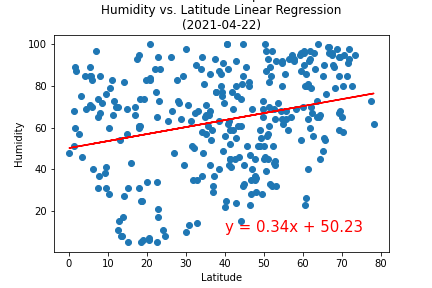 Humidity vs. Latitude Linear Regression
(2021-04-22)
100
80
60
40
20
Humidity
y = 0.34x + 50.23
0 10 20 30 40 50 60 70 80
Latitude